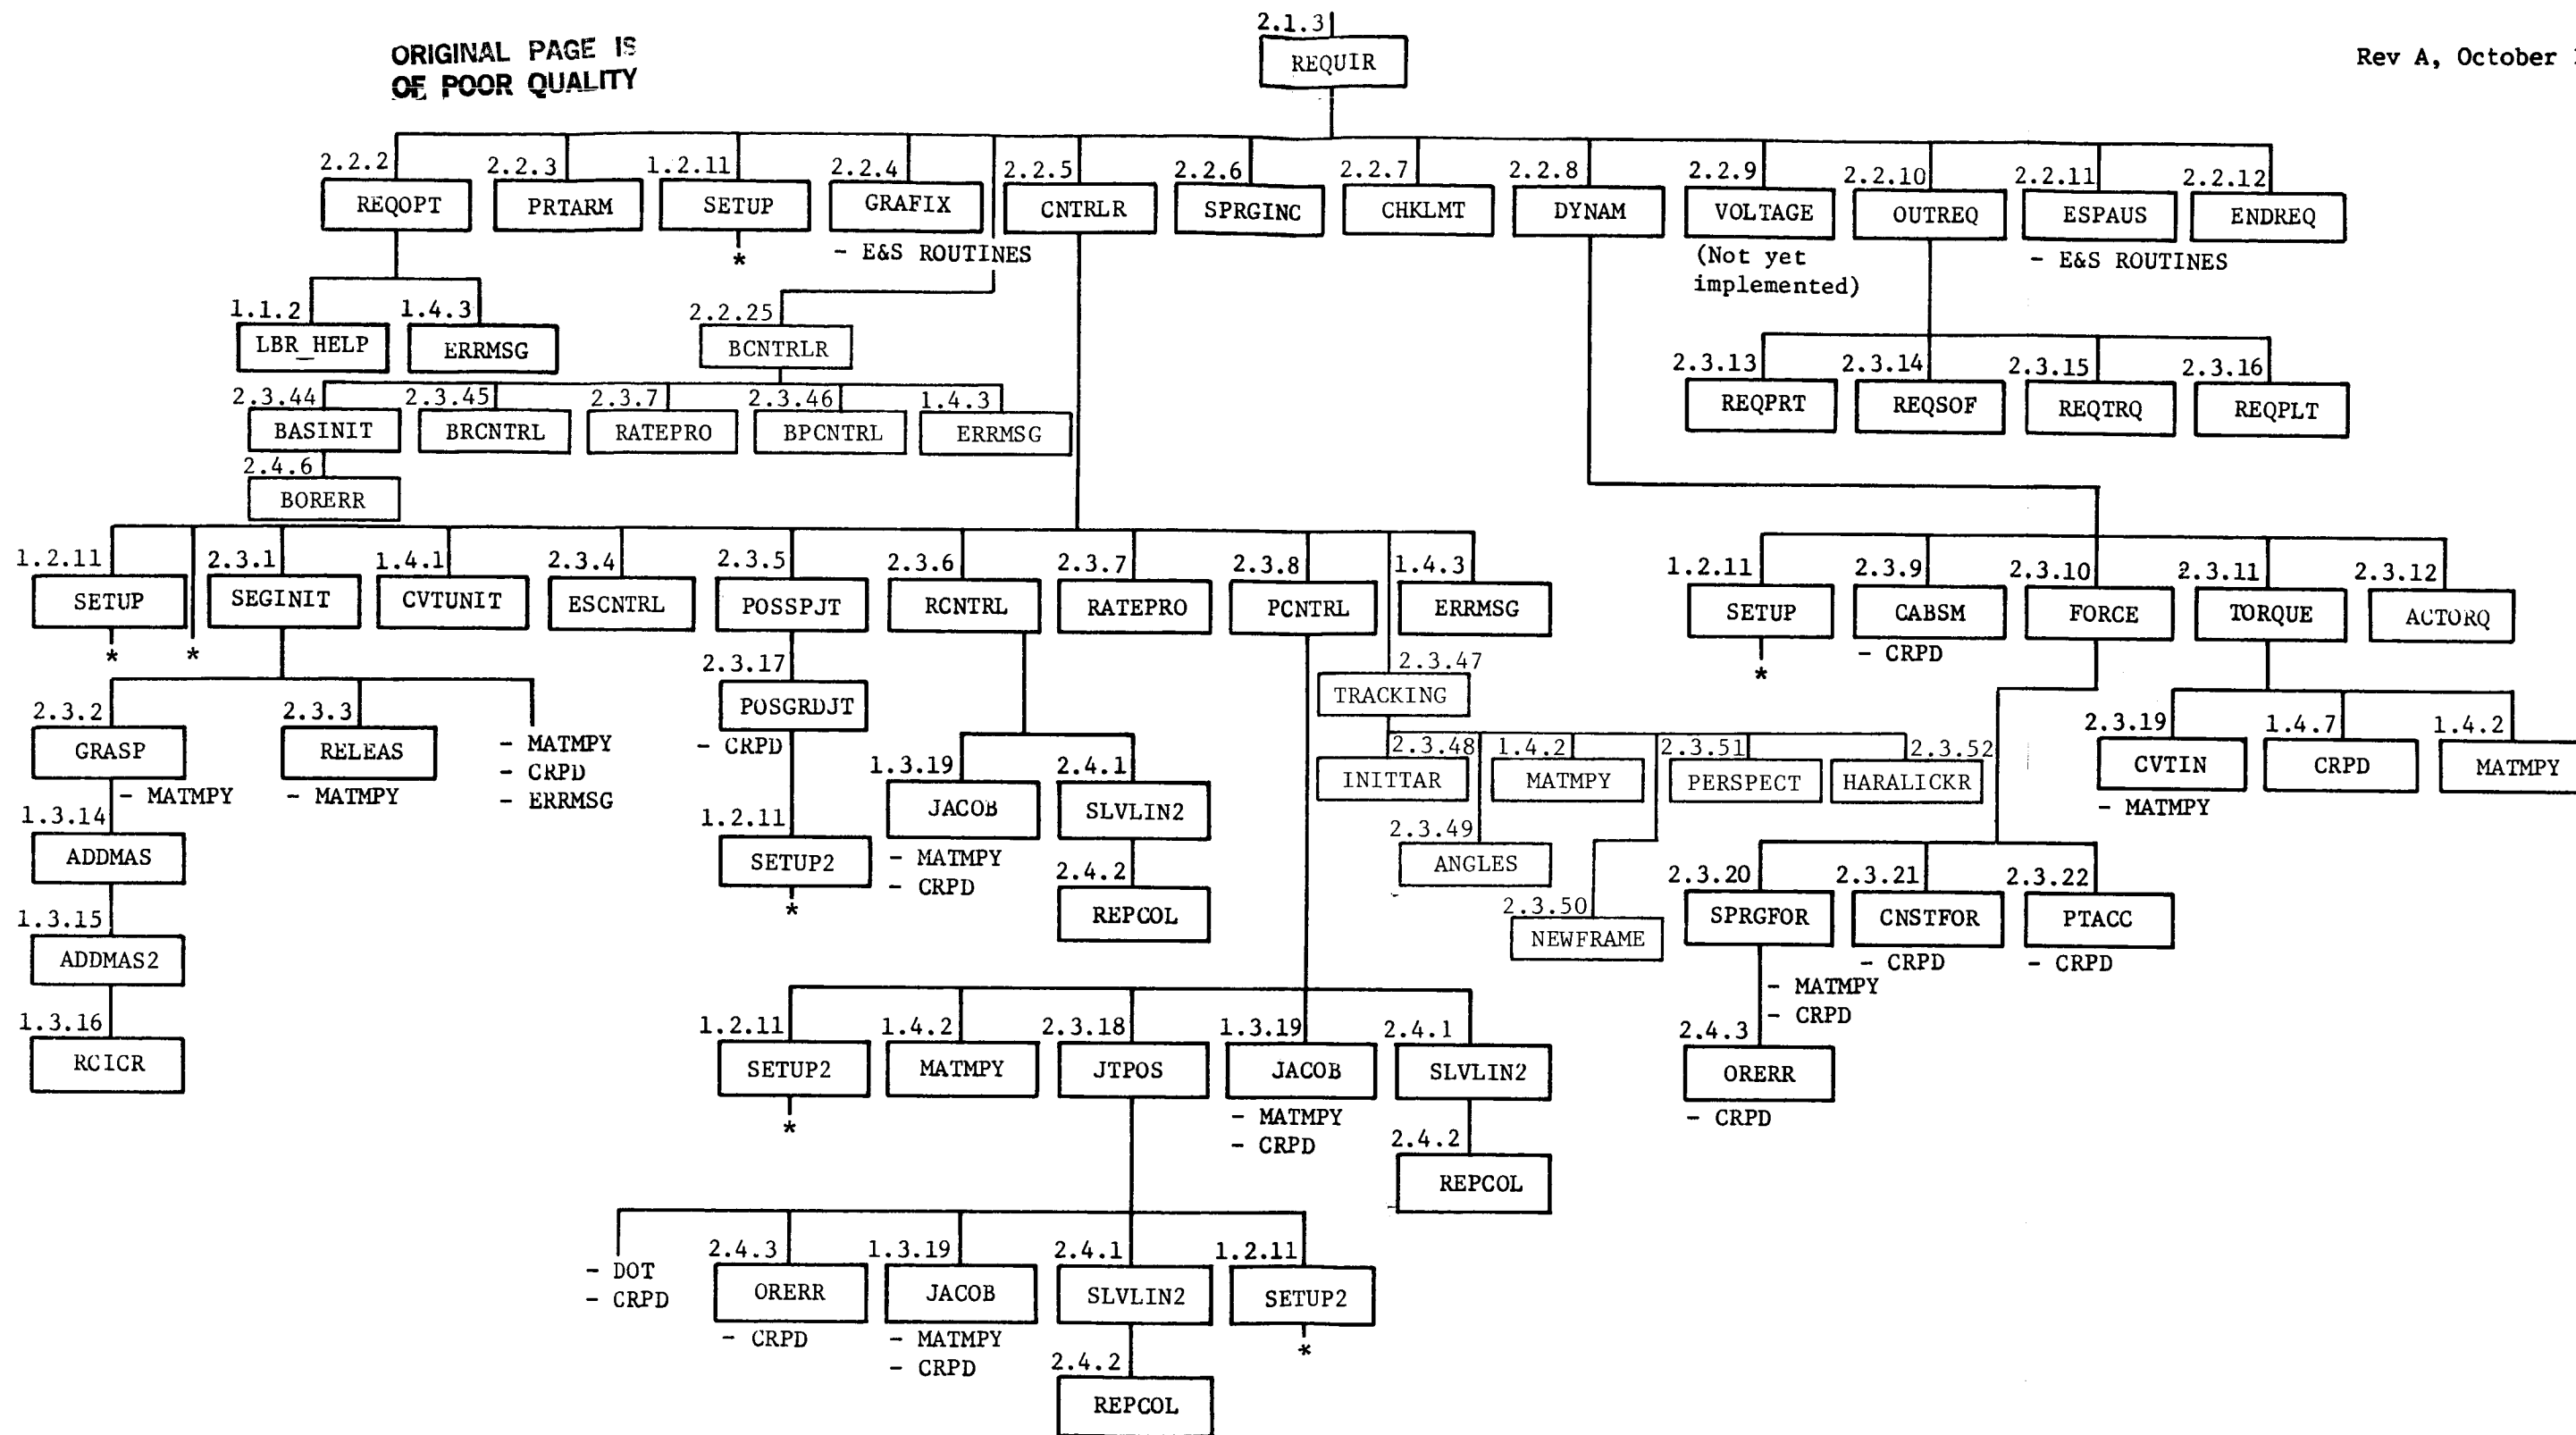 2.1.3
REQUIR
ORIGINAL PAGE IS
OF POOR QUALITY
Rev A, October
2.2.2
REQOPT
2.2.3
PRTARM
1.2.11
SETUP
*
2.2.4
GRAFIX
- E&S ROUTINES
2.2.5
CNTRLR
2.2.6
SPRGINC
2.2.7
CHKLMT
2.2.8
DYNAM
2.2.9
VOLTAGE
(Not yet
implemented)
2.2.10
OUTREQ
2.2.11
ESPAUS
- E&S ROUTINES
2.2.12
ENDREQ
1.1.2
LBR_HELP
1.4.3
ERRMSG
2.2.25
BCNTRLR
2.3.13
REQPRT
2.3.14
REQSOF
2.3.15
REQTRQ
2.3.16
REQPLT
2.3.44
BASINIT
2.3.45
BRCNTRL
2.3.7
RATEPRO
2.3.46
BPCNTRL
1.4.3
ERRMSG
2.4.6
BORERR
1.2.11
SETUP
*
*
2.3.1
SEGINIT
1.4.1
CVTUNIT
2.3.4
ESCNTRL
2.3.5
POSSPJT
2.3.6
RCNTRL
2.3.7
RATEPRO
2.3.8
PCNTRL
1.4.3
ERRMSG
1.2.11
SETUP
*
2.3.9
CABSM
- CRPD
2.3.10
FORCE
2.3.11
TORQUE
2.3.12
ACTORQ
2.3.2
GRASP
- MATMPY
2.3.3
RELEAS
- MATMPY
- MATMPY
- CRPD
- ERRMSG
2.3.17
POSGRDJT
- CRPD
1.2.11
SETUP2
*
1.3.19
JACOB
- MATMPY
- CRPD
2.4.1
SLVLIN2
2.4.2
REPCOL
2.3.47
TRACKING
2.3.48
INITTAR
1.4.2
MATMPY
2.3.51
PERSPECT
2.3.52
HARALICKR
2.3.49
ANGLES
2.3.50
NEWFRAME
2.3.19
CVTIN
- MATMPY
1.4.7
CRPD
1.4.2
MATMPY
1.3.14
ADDMAS
1.3.15
ADDMAS2
1.3.16
RCICR
2.3.20
SPRGFOR
- MATMPY
- CRPD
2.3.21
CNSTFOR
- CRPD
2.3.22
PTACC
- CRPD
2.4.3
ORERR
- CRPD
1.2.11
SETUP2
*
1.4.2
MATMPY
2.3.18
JTPOS
1.3.19
JACOB
- MATMPY
- CRPD
2.4.1
SLVLIN2
2.4.2
REPCOL
- DOT
- CRPD
2.4.3
ORERR
- CRPD
1.3.19
JACOB
- MATMPY
- CRPD
2.4.1
SLVLIN2
2.4.2
REPCOL
1.2.11
SETUP2
*